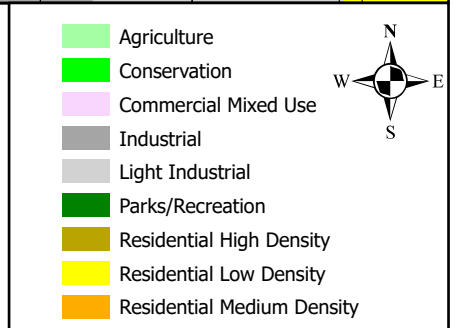 Agriculture
Conservation
Commercial Mixed Use
Industrial
Light Industrial
Parks/Recreation
Residential High Density
Residential Low Density
Residential Medium Density
N
W E
S